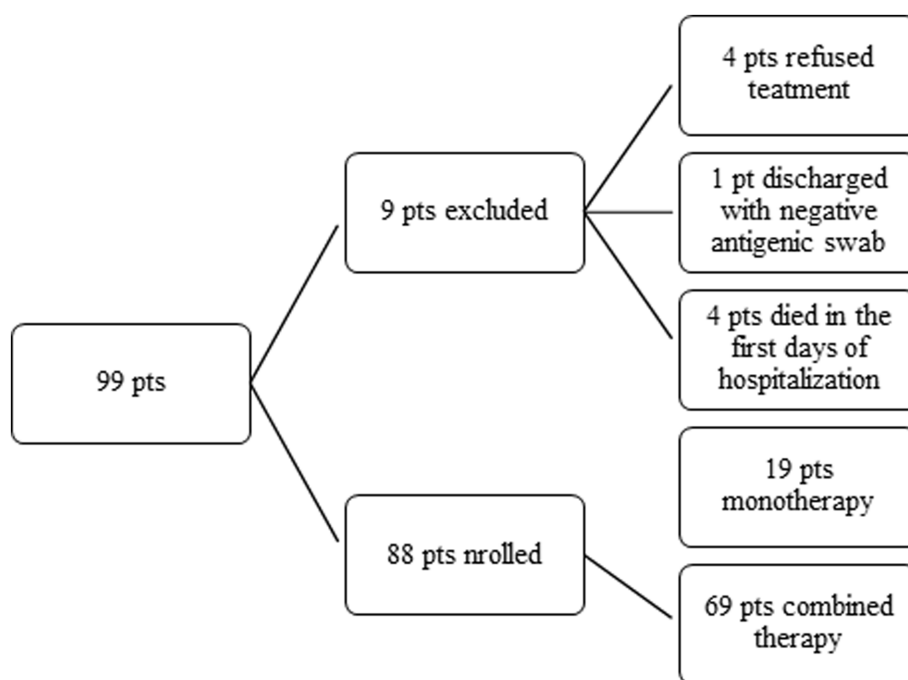 99 pts
9 pts excluded
88 pts nrolled
4 pts refused
teatment
1 pt discharged
with negative
antigenic swab
4 pts died in the
first days of
hospitalization
19 pts
monotherapy
69 pts combined
therapy